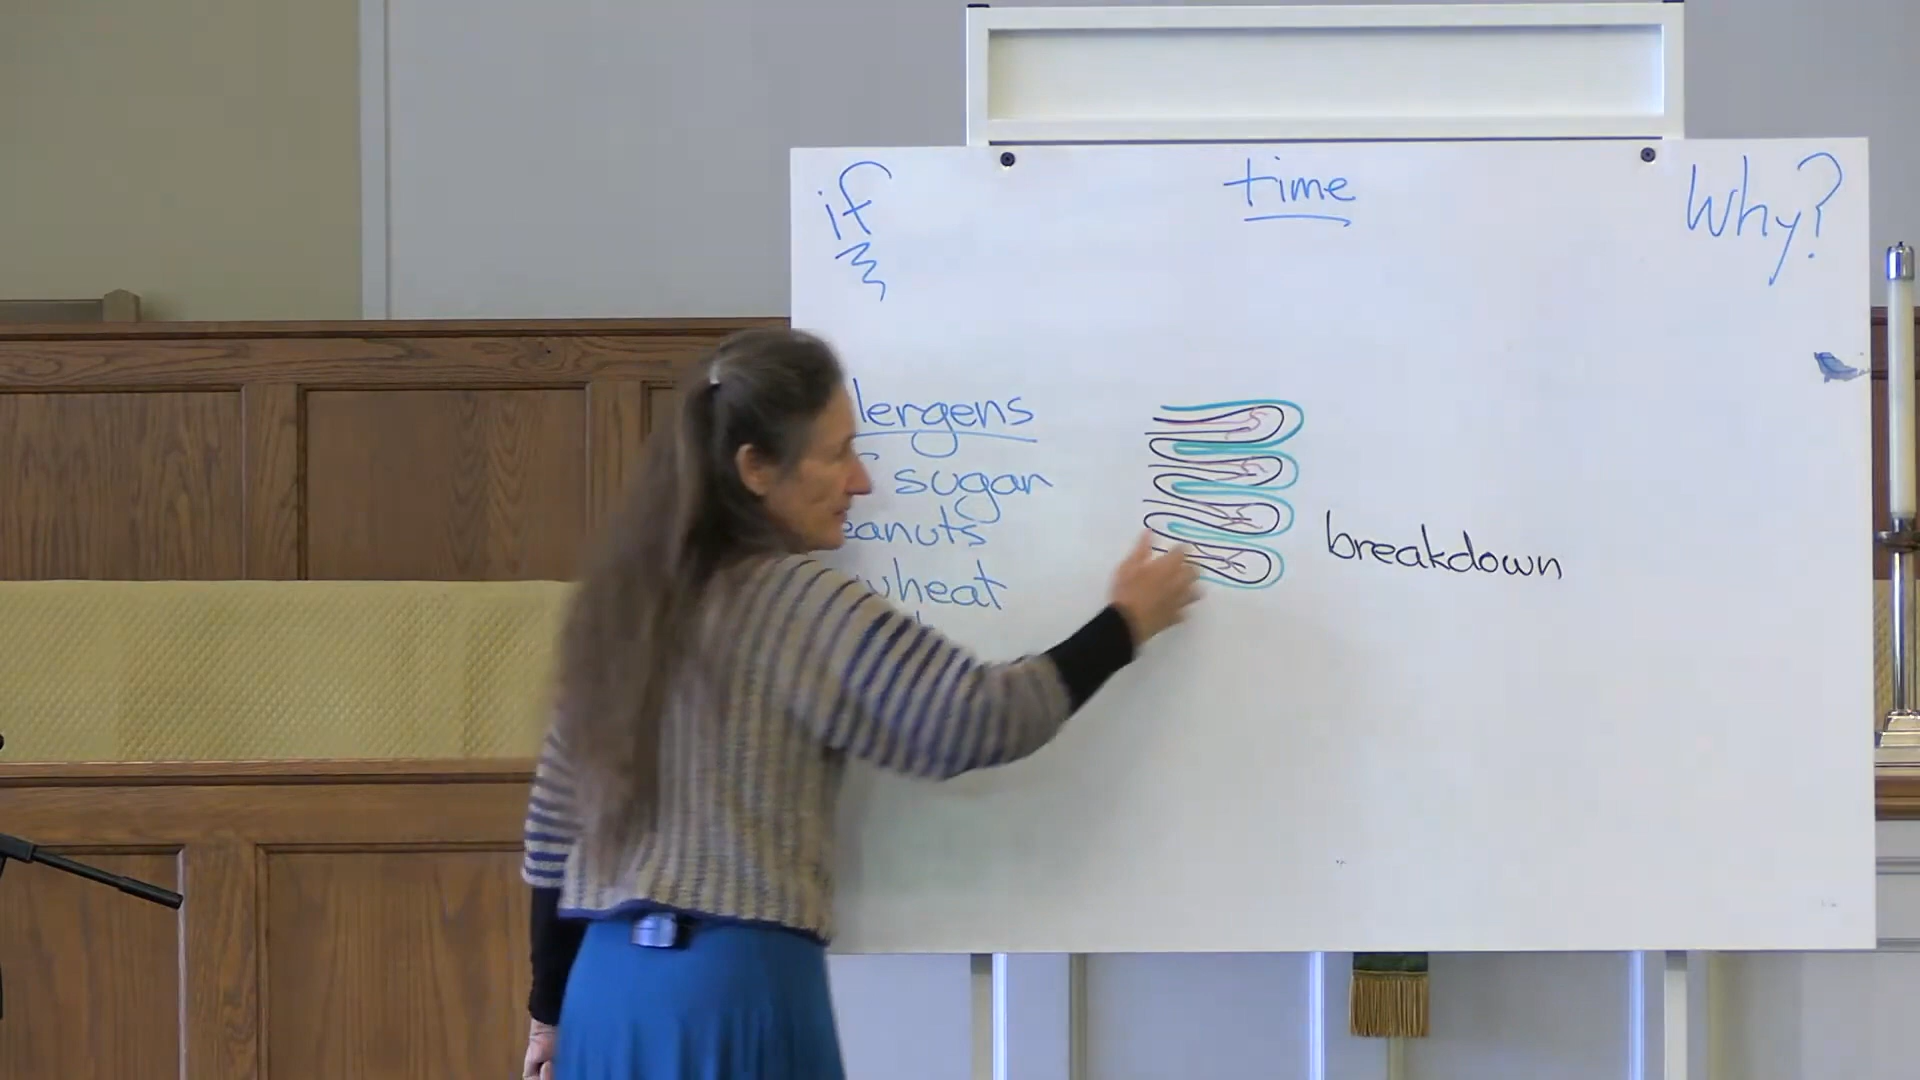 if
time
Why?
lergens
sugar
eanuts
wheat
breakdown